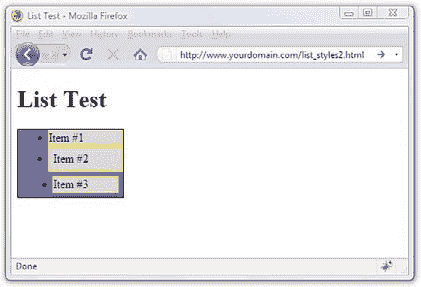 List Test - Mozilla Firefox
File Edit View History Bookmarks Tools Help
http://www.yourdomain.com/list_styles2.html
List Test
Item #1
Item #2
Item #3
Done